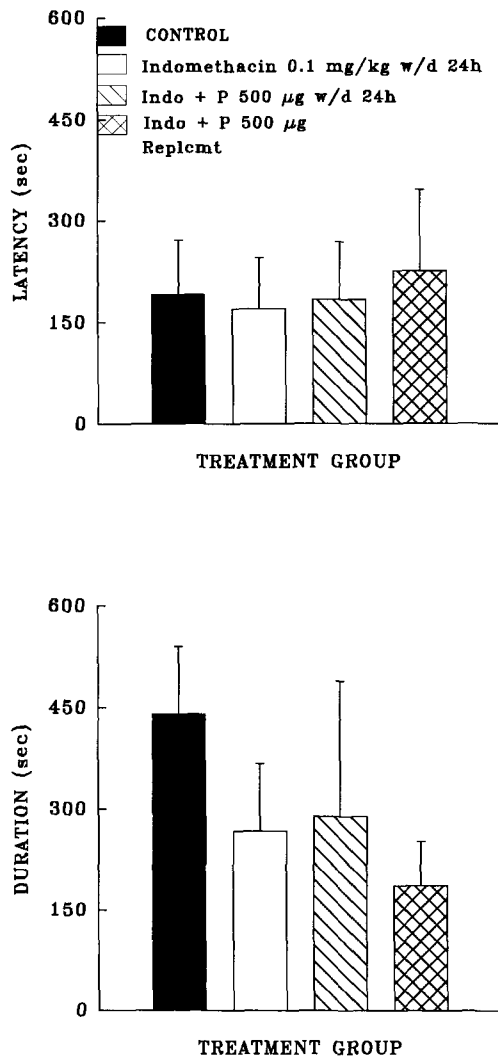 600
450
300
150
0
LATENCY (sec)
CONTROL
Indomethacin 0.1 mg/kg w/d 24h
Indo + P 500 μg w/d 24h
Indo + P 500 μg
Replcmt
TREATMENT GROUP
600
450
300
150
0
DURATION (sec)
TREATMENT GROUP